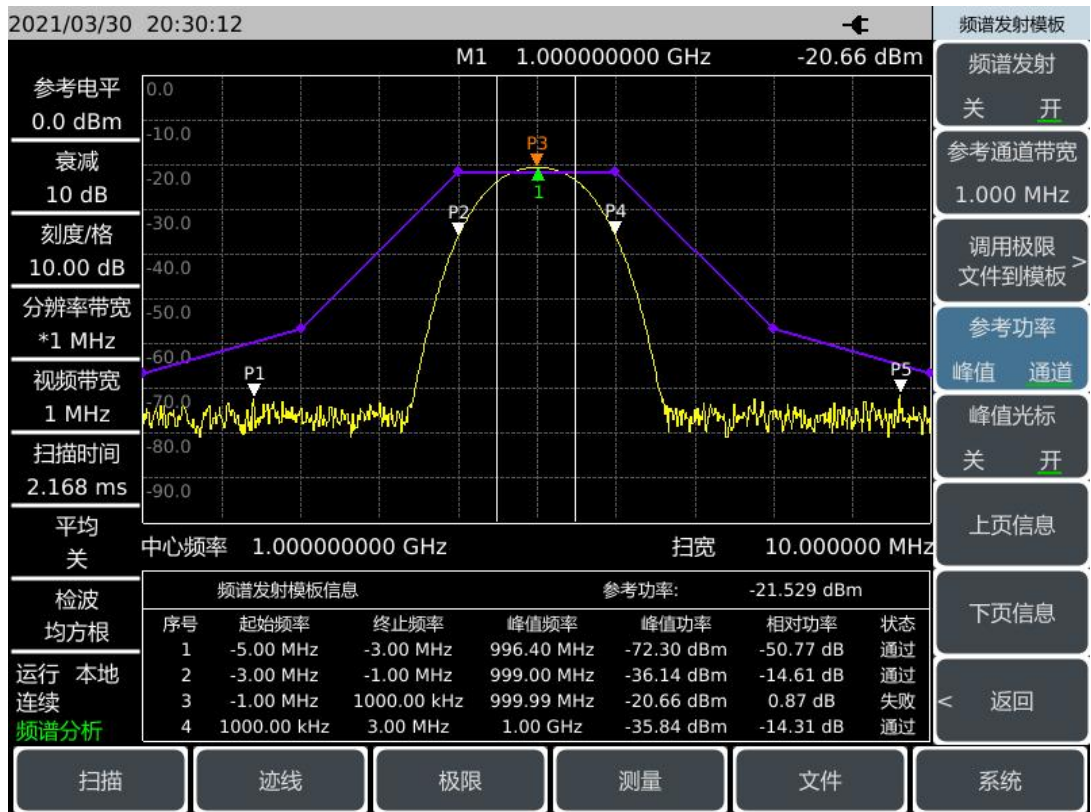 2021/03/30 20:30:12
频谱发射模板
M1 1.000000000 GHz -20.66 dBm
参考电平
0.0 dBm
衰减
10 dB
刻度/格
10.00 dB
分辨率带宽
*1 MHz
视频带宽
1 MHz
扫描时间
2.168 ms
平均
关
检波
均方根
运行 本地
连续
频谱分析
0.0
-10.0
-20.0
-30.0
-40.0
-50.0
-60.0
-70.0
-80.0
-90.0
P3
1
P2
P4
P1
P5
中心频率 1.000000000 GHz 扫宽 10.000000 MHz
频谱发射模板信息 参考功率: -21.529 dBm
序号 起始频率 终止频率 峰值频率 峰值功率 相对功率 状态
1 -5.00 MHz -3.00 MHz 996.40 MHz -72.30 dBm -50.77 dB 通过
2 -3.00 MHz -1.00 MHz 999.00 MHz -36.14 dBm -14.61 dB 通过
3 -1.00 MHz 1000.00 kHz 999.99 MHz -20.66 dBm 0.87 dB 失败
4 1000.00 kHz 3.00 MHz 1.00 GHz -35.84 dBm -14.31 dB 通过
频谱发射
关 开
参考通道带宽
1.000 MHz
调用极限
文件到模板 >
参考功率
峰值 通道
峰值光标
关 开
上页信息
下页信息
< 返回
扫描 迹线 极限 测量 文件 系统